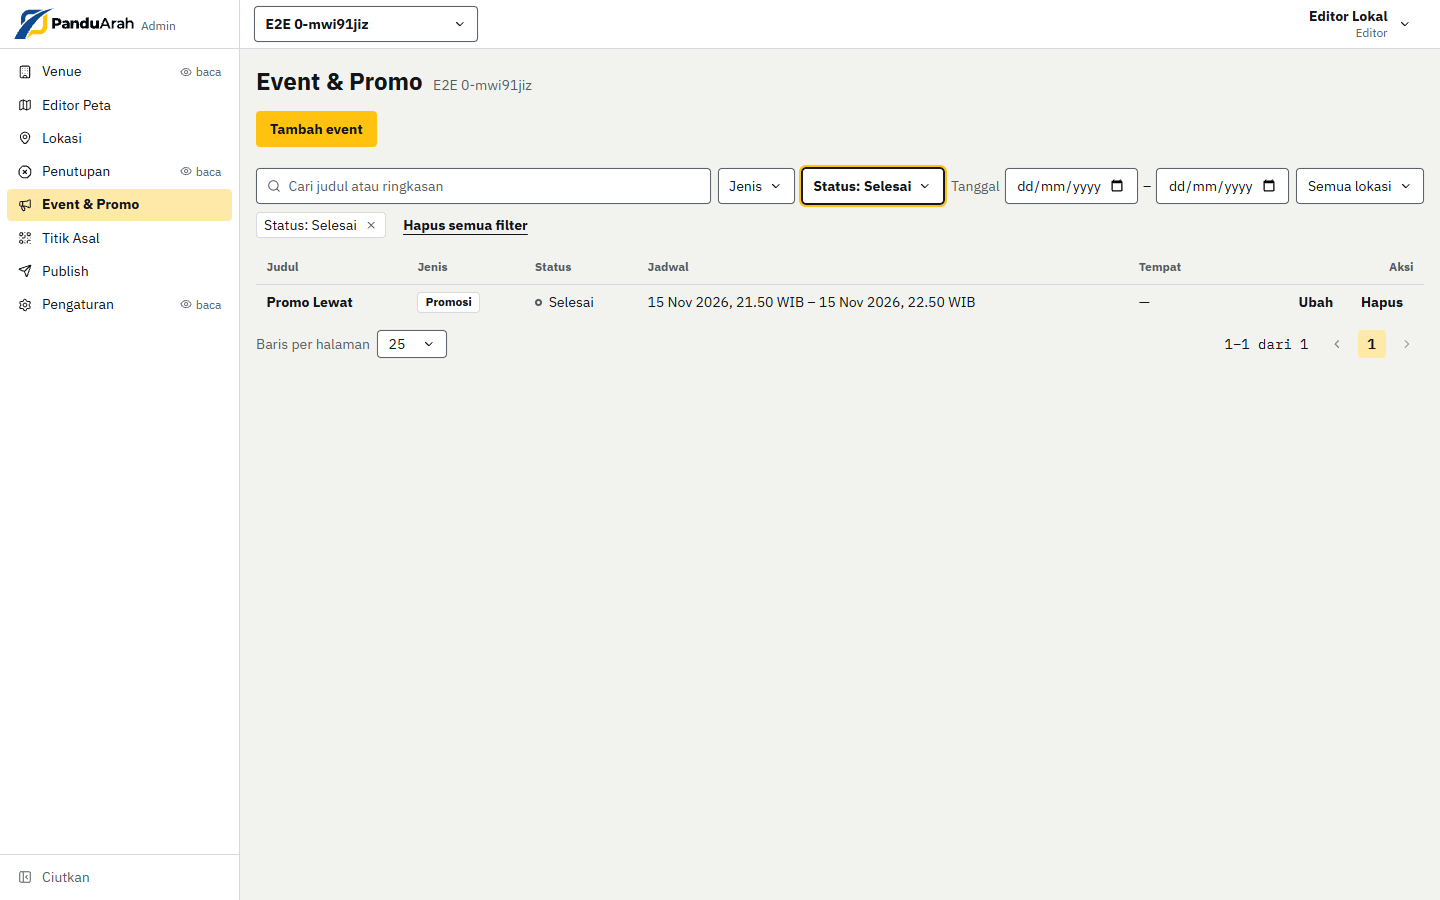 PanduArah Admin
E2E 0-mwi91jiz
Editor Lokal
Editor
Venue baca
Editor Peta
Lokasi
Penutupan baca
Event & Promo
Titik Asal
Publish
Pengaturan baca
Ciutkan
Event & Promo E2E 0-mwi91jiz
Tambah event
Cari judul atau ringkasan Jenis Status: Selesai Tanggal dd/mm/yyyy – dd/mm/yyyy Semua lokasi
Status: Selesai × Hapus semua filter
Judul Jenis Status Jadwal Tempat Aksi
Promo Lewat Promosi Selesai 15 Nov 2026, 21.50 WIB – 15 Nov 2026, 22.50 WIB — Ubah Hapus
Baris per halaman 25 1–1 dari 1 ‹ 1 ›